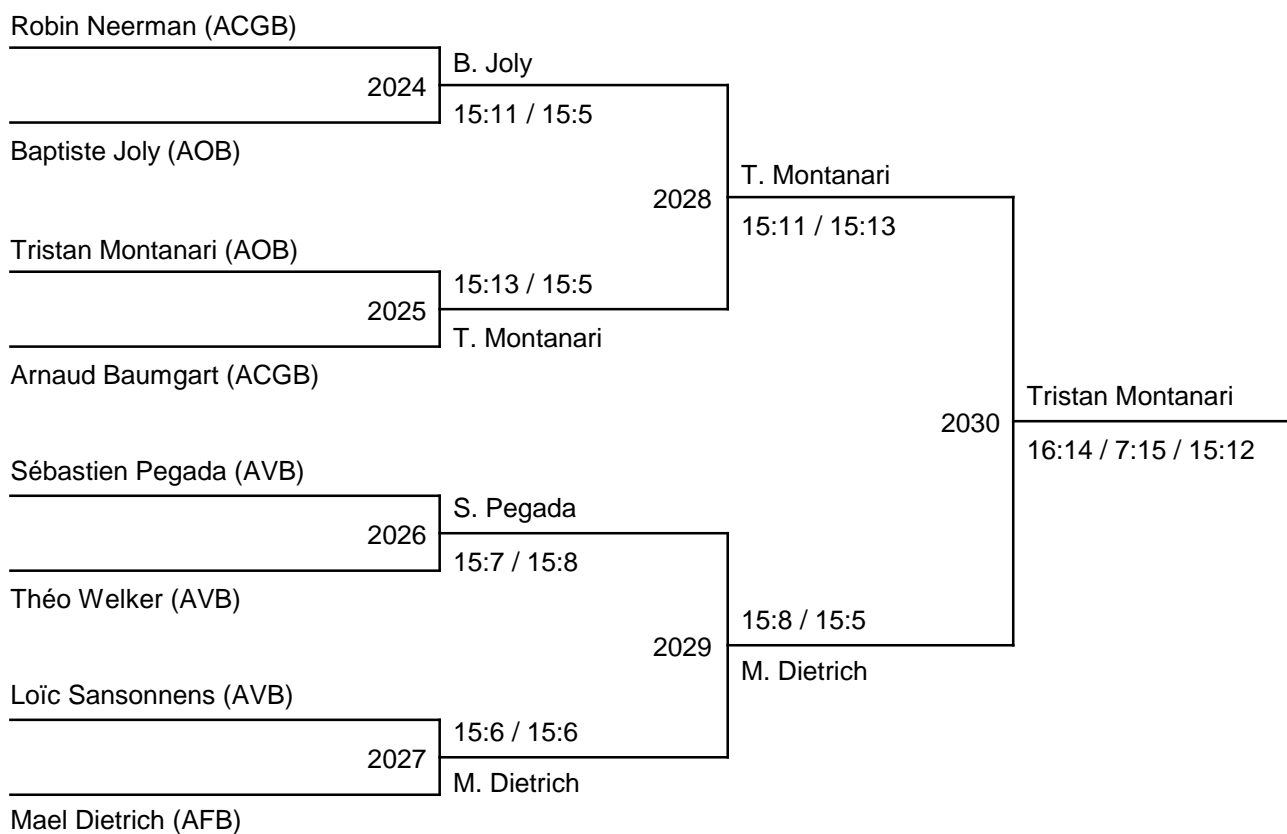 Robin Neerman (ACGB)
B. Joly
2024
15:11 / 15:5
Baptiste Joly (AOB)
T. Montanari
2028
15:11 / 15:13
Tristan Montanari (AOB)
15:13 / 15:5
2025
T. Montanari
Arnaud Baumgart (ACGB)
Tristan Montanari
2030
16:14 / 7:15 / 15:12
Sébastien Pegada (AVB)
S. Pegada
2026
15:7 / 15:8
Théo Welker (AVB)
15:8 / 15:5
2029
M. Dietrich
Loïc Sansonnens (AVB)
15:6 / 15:6
2027
M. Dietrich
Mael Dietrich (AFB)